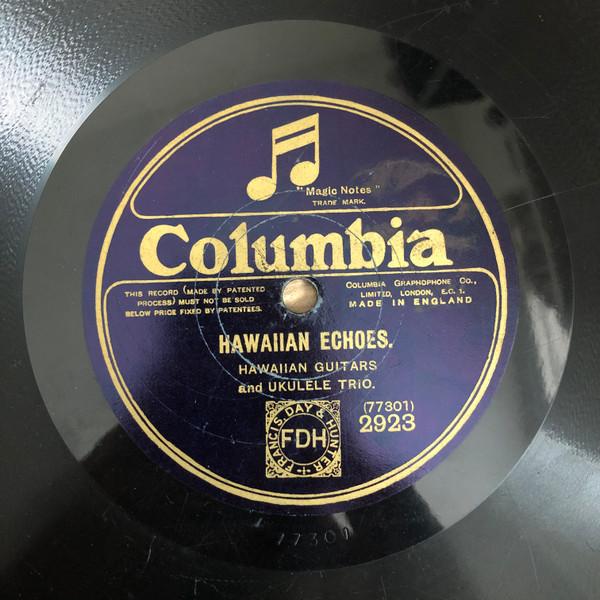 "Magic Notes"
TRADE MARK.
Columbia
THIS RECORD (MADE BY PATENTED
PROCESS) MUST NOT BE SOLD
BELOW PRICE FIXED BY PATENTEES.
COLUMBIA GRAPHOPHONE CO.,
LIMITED, LONDON, E.C. 1.
MADE IN ENGLAND
HAWAIIAN ECHOES.
HAWAIIAN GUITARS
and UKULELE TRIO.
FRANCIS, DAY & HUNTER
FDH
(77301)
2923
77301